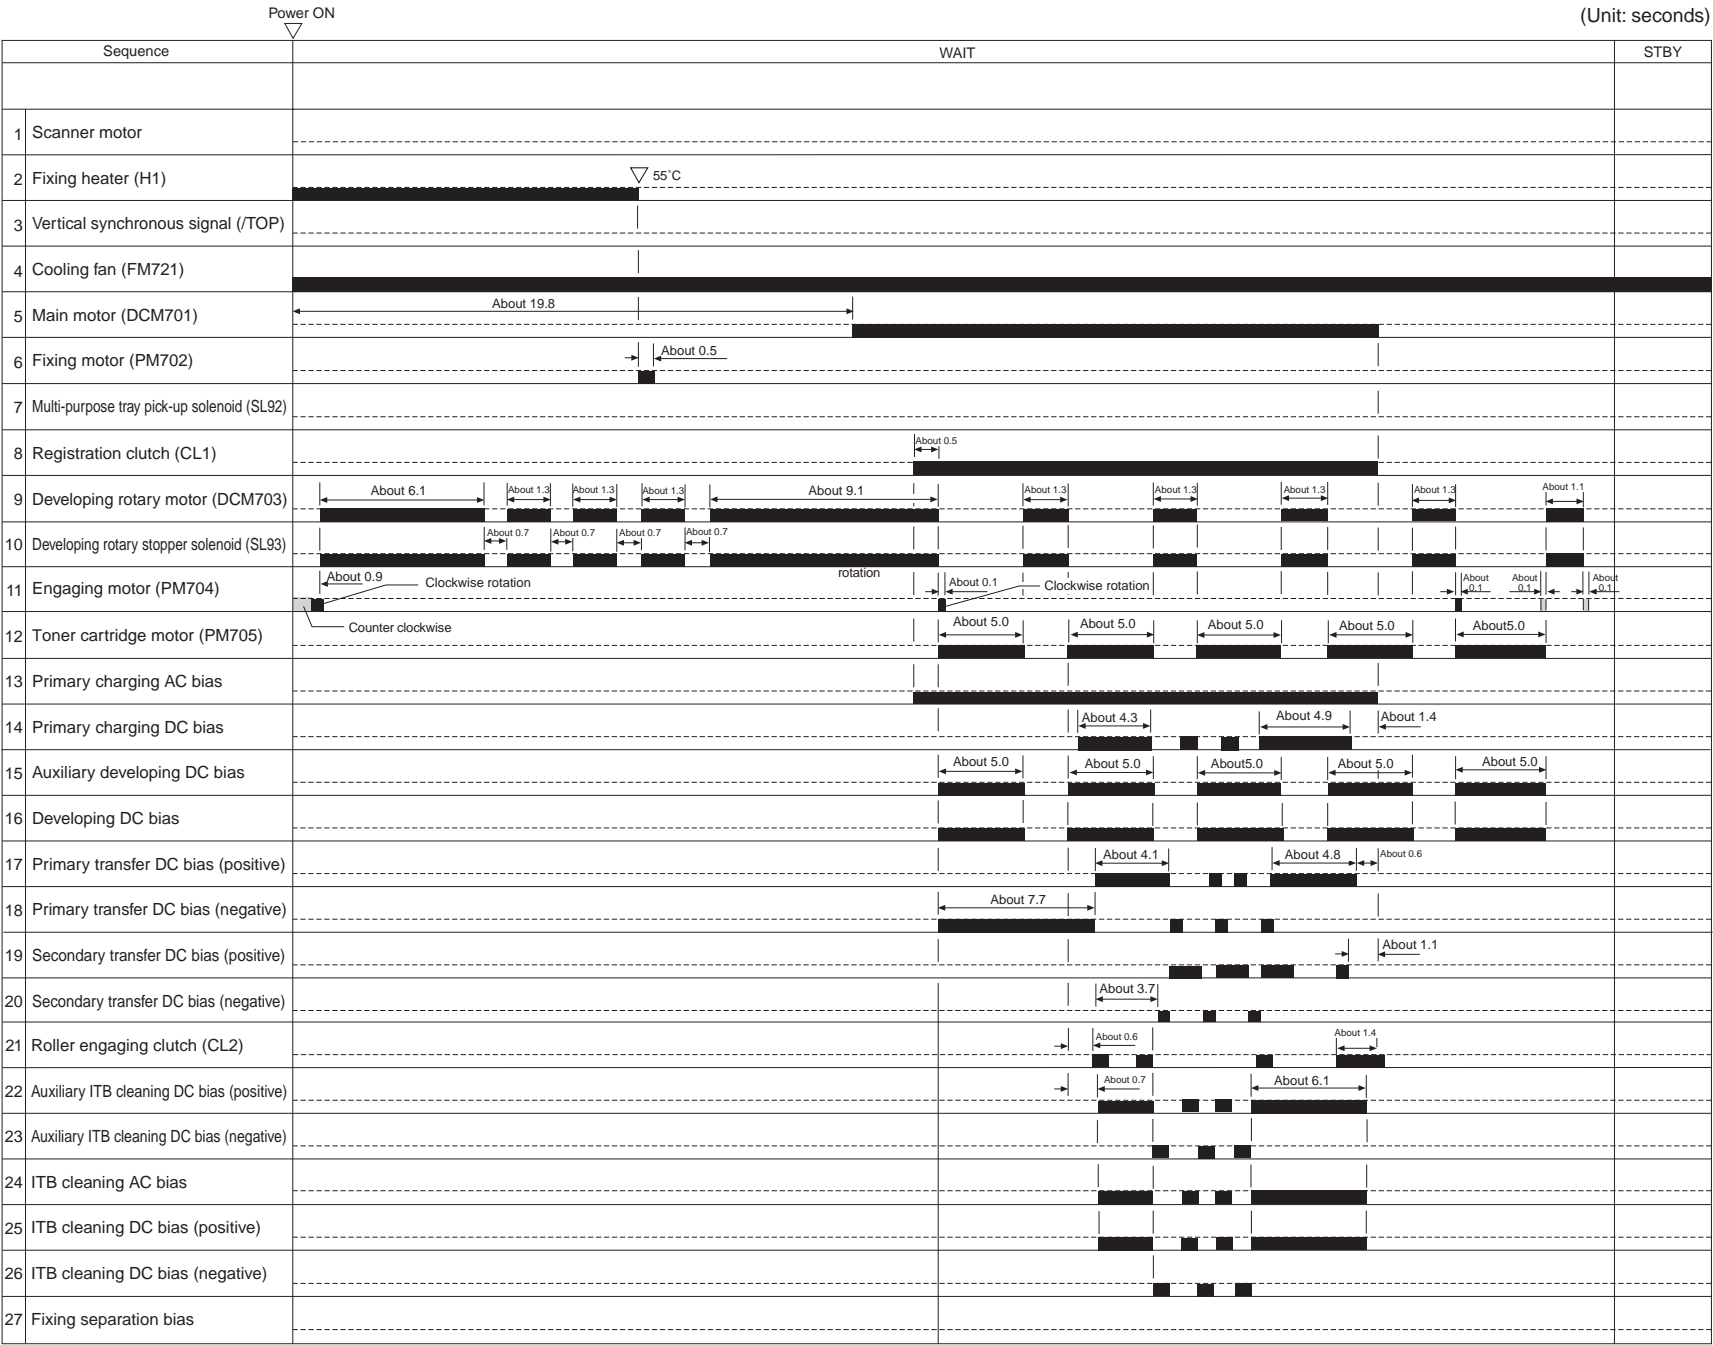 Power ON
(Unit: seconds)
Sequence WAIT STBY
1 Scanner motor
2 Fixing heater (H1) 55˚C
3 Vertical synchronous signal (/TOP)
4 Cooling fan (FM721)
5 Main motor (DCM701) About 19.8
6 Fixing motor (PM702) About 0.5
7 Multi-purpose tray pick-up solenoid (SL92)
8 Registration clutch (CL1) About 0.5
9 Developing rotary motor (DCM703) About 6.1 About 1.3 About 1.3 About 1.3 About 9.1 About 1.3 About 1.3 About 1.3 About 1.3 About 1.1
10 Developing rotary stopper solenoid (SL93) About 0.7 About 0.7 About 0.7 About 0.7
11 Engaging motor (PM704) About 0.9 Clockwise rotation rotation About 0.1 Clockwise rotation About 0.1 About 0.1 About 0.1
Counter clockwise
12 Toner cartridge motor (PM705) About 5.0 About 5.0 About 5.0 About 5.0 About5.0
13 Primary charging AC bias
14 Primary charging DC bias About 4.3 About 4.9 About 1.4
15 Auxiliary developing DC bias About 5.0 About 5.0 About5.0 About 5.0 About 5.0
16 Developing DC bias
17 Primary transfer DC bias (positive) About 4.1 About 4.8 About 0.6
18 Primary transfer DC bias (negative) About 7.7
19 Secondary transfer DC bias (positive) About 1.1
20 Secondary transfer DC bias (negative) About 3.7
21 Roller engaging clutch (CL2) About 0.6 About 1.4
22 Auxiliary ITB cleaning DC bias (positive) About 0.7 About 6.1
23 Auxiliary ITB cleaning DC bias (negative)
24 ITB cleaning AC bias
25 ITB cleaning DC bias (positive)
26 ITB cleaning DC bias (negative)
27 Fixing separation bias